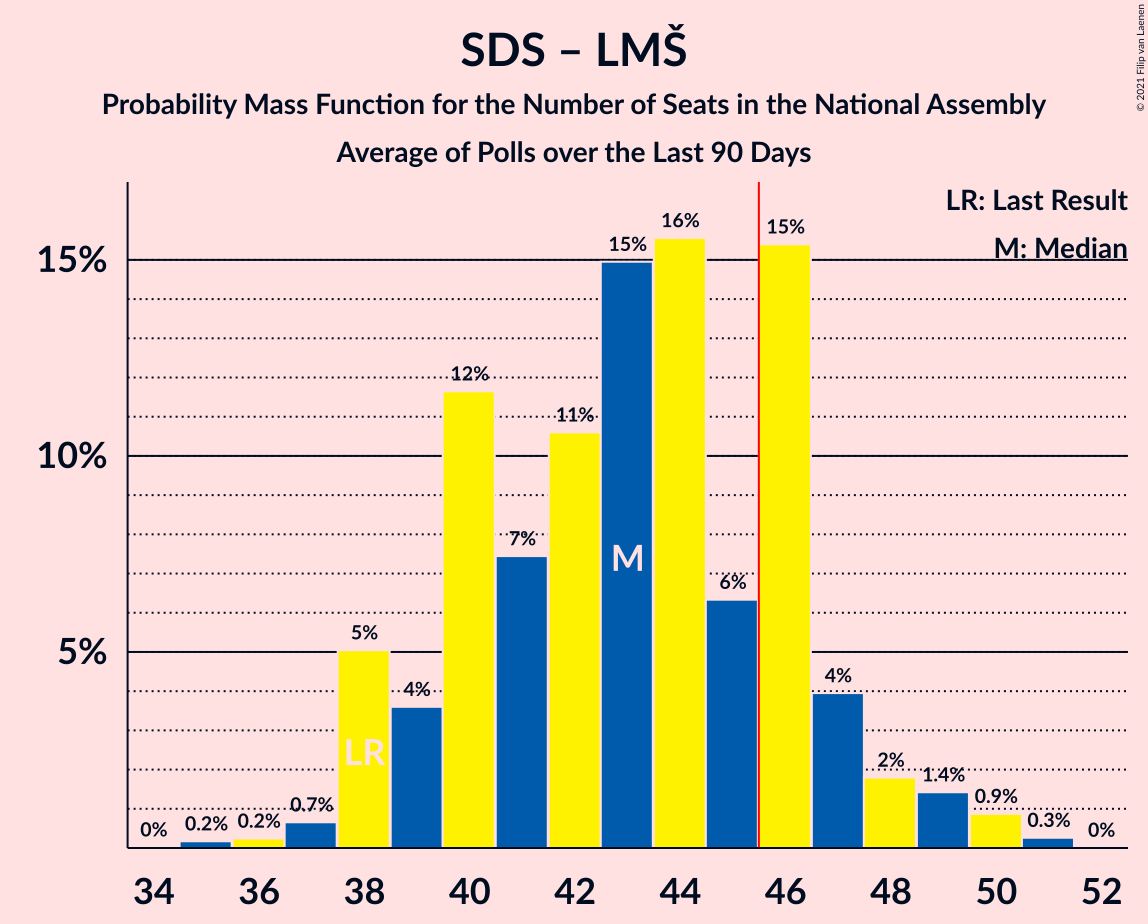 SDS – LMŠ
Probability Mass Function for the Number of Seats in the National Assembly
Average of Polls over the Last 90 Days
© 2021 Filip van Laenen
LR: Last Result
M: Median
15%
10%
5%
0%
0.2%
0.2%
0.7%
5%
4%
12%
7%
11%
15%
16%
6%
15%
4%
2%
1.4%
0.9%
0.3%
0%
LR
M
34 36 38 40 42 44 46 48 50 52